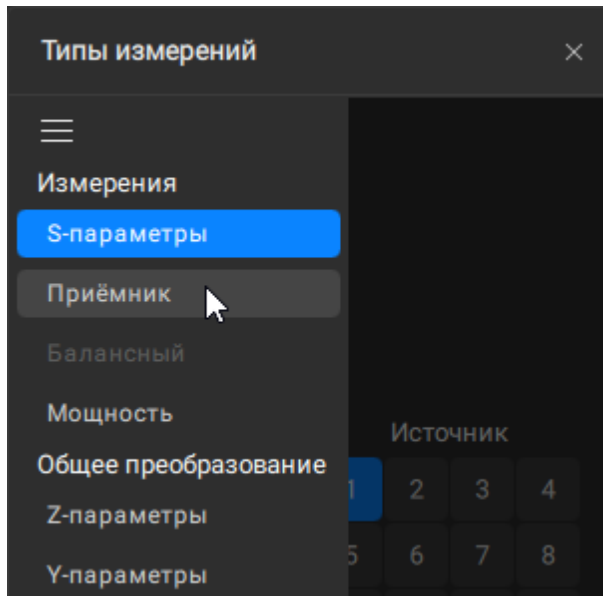 Типы измерений
Измерения
S-параметры
Приёмник
Балансный
Мощность
Источник
Общее преобразование
1 2 3 4
Z-параметры
5 6 7 8
Y-параметры